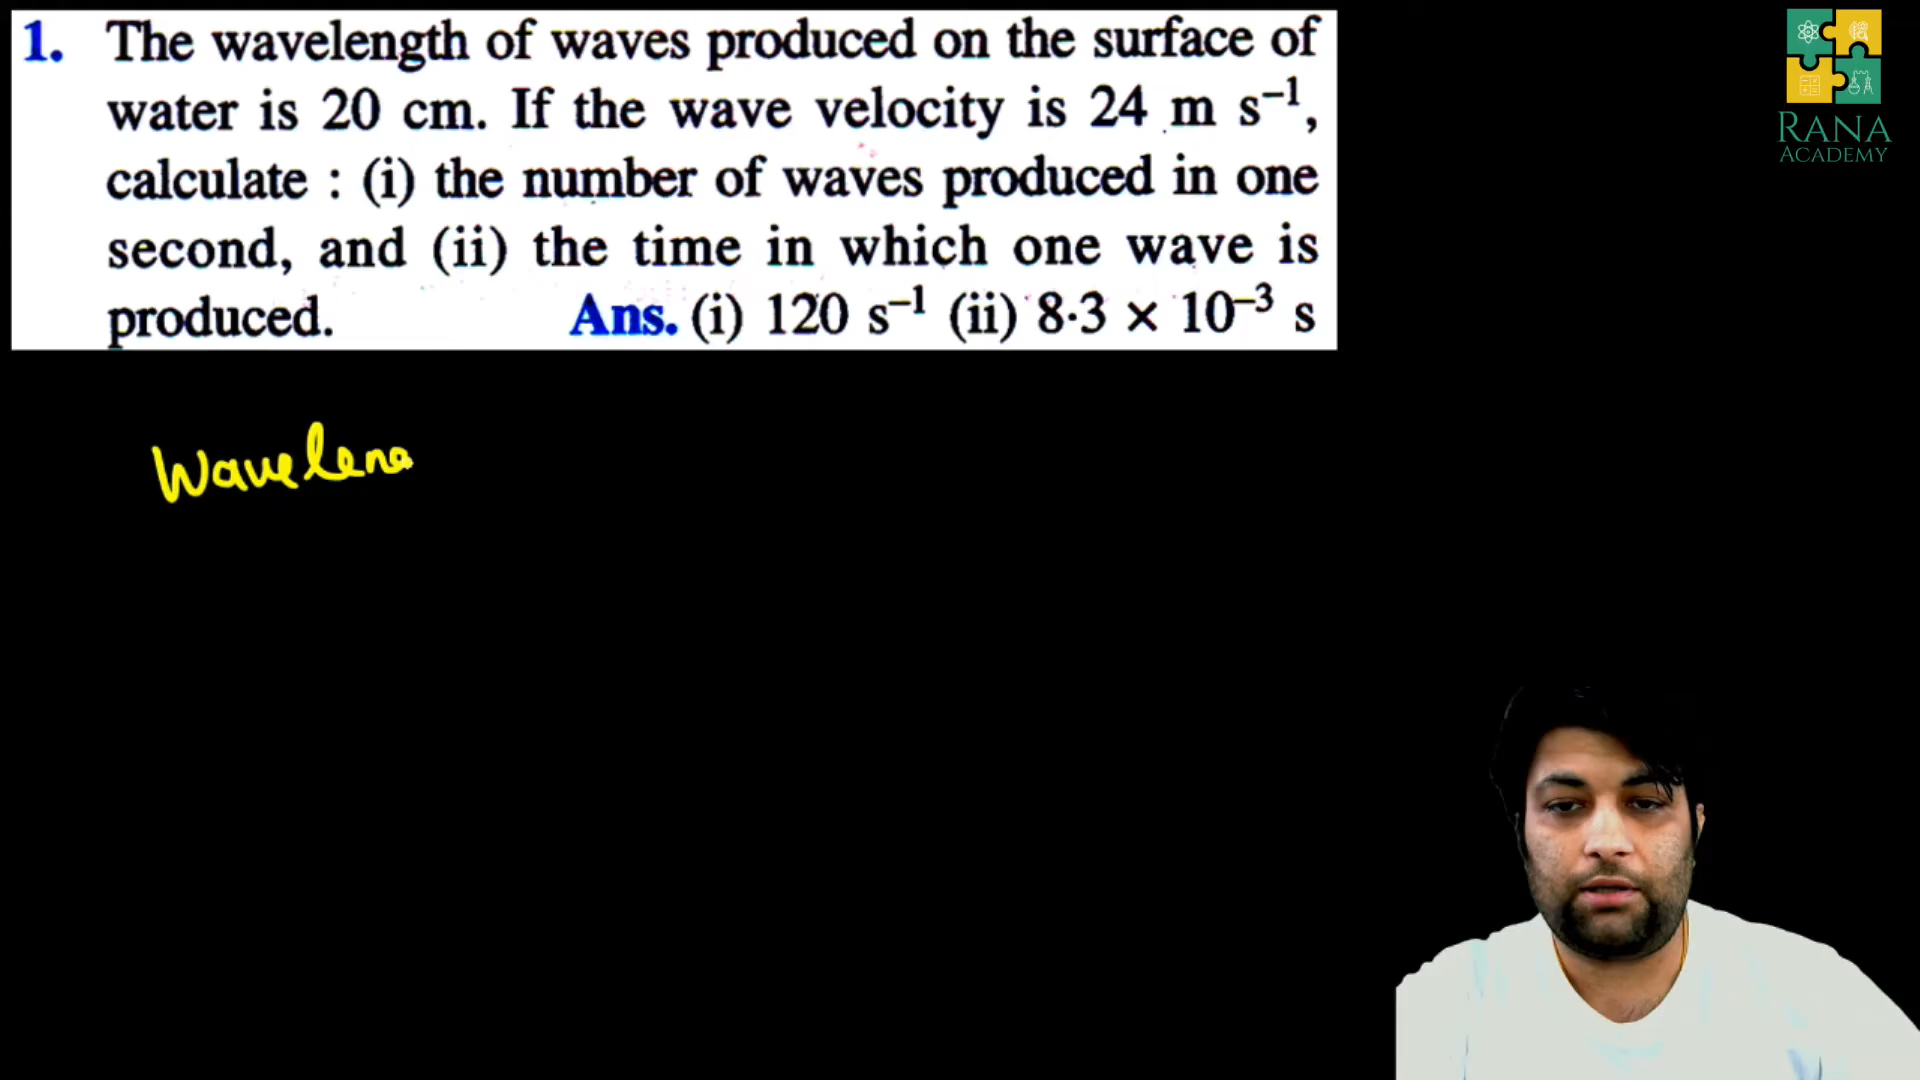 1. The wavelength of waves produced on the surface of
water is 20 cm. If the wave velocity is 24 m s⁻¹,
calculate : (i) the number of waves produced in one
second, and (ii) the time in which one wave is
produced. Ans. (i) 120 s⁻¹ (ii) 8·3 × 10⁻³ s
RANA
ACADEMY
Wavelen